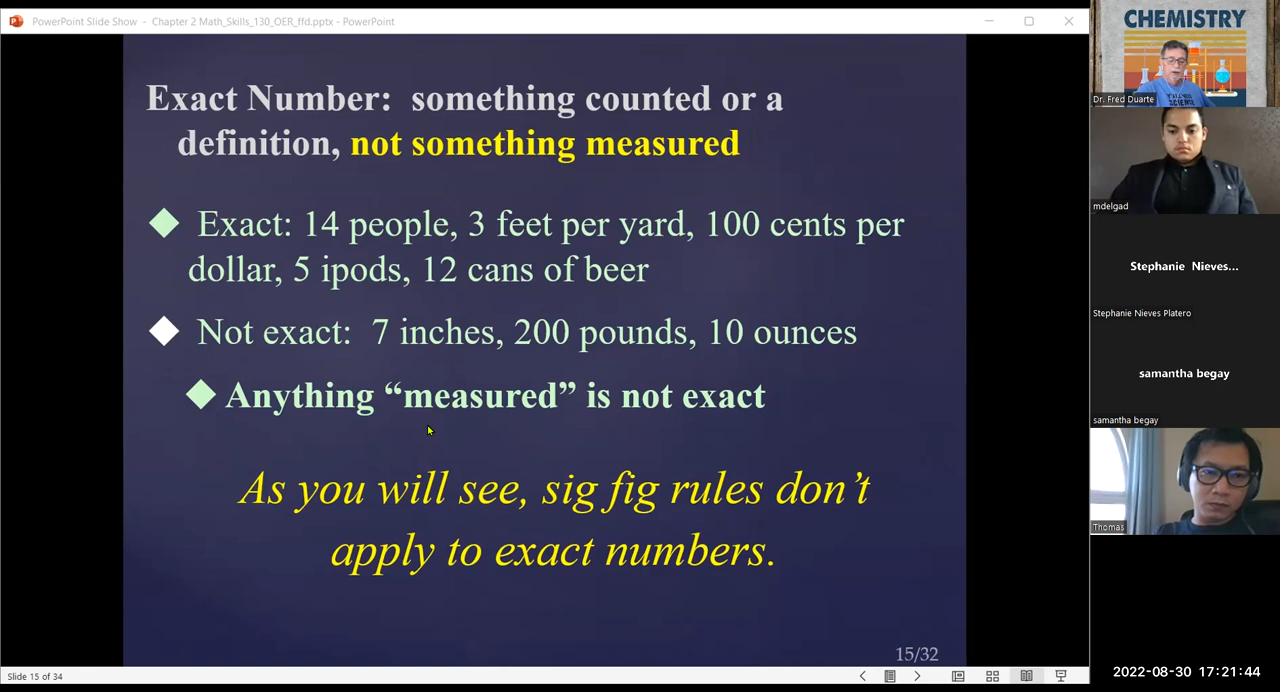 PowerPoint Slide Show - Chapter 2 Math_Skills_130_OER_ffd.pptx - PowerPoint
Exact Number: something counted or a
definition, not something measured
Exact: 14 people, 3 feet per yard, 100 cents per
dollar, 5 ipods, 12 cans of beer
Not exact: 7 inches, 200 pounds, 10 ounces
Anything “measured” is not exact
As you will see, sig fig rules don’t
apply to exact numbers.
15/32
Slide 15 of 34
CHEMISTRY
SCIENCE
Dr. Fred Duarte
mdelgad
Stephanie Nieves...
Stephanie Nieves Platero
samantha begay
samantha begay
Thomas
2022-08-30 17:21:44